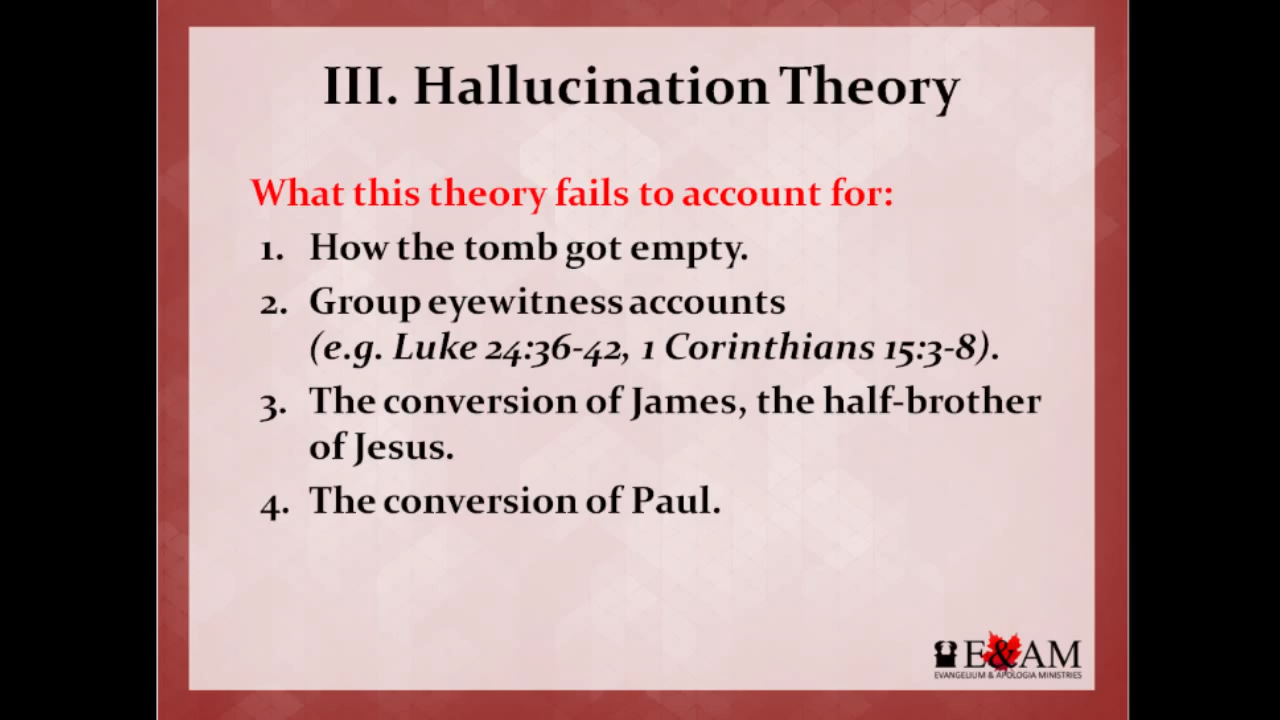 III. Hallucination Theory
What this theory fails to account for:
1. How the tomb got empty.
2. Group eyewitness accounts
(e.g. Luke 24:36-42, 1 Corinthians 15:3-8).
3. The conversion of James, the half-brother
of Jesus.
4. The conversion of Paul.
E&AM
EVANGELIUM & APOLOGIA MINISTRIES